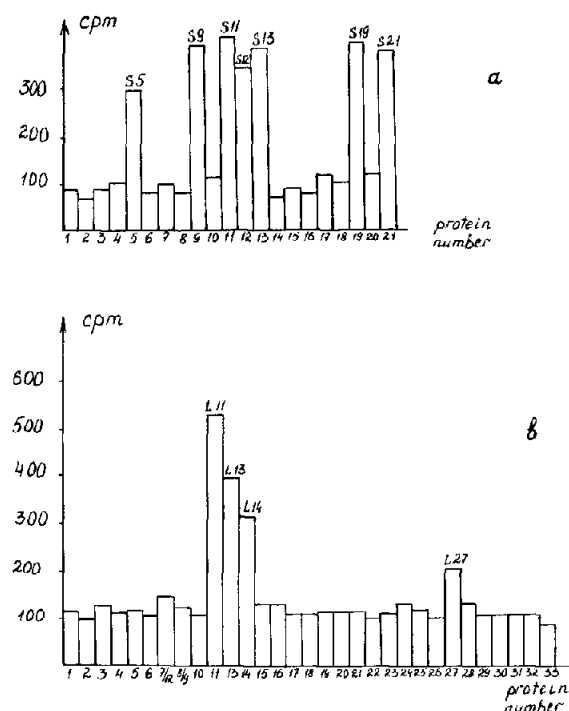 cpm
S9 S11 S12 S13 S19 S21
S5
a
300
200
100
1 2 3 4 5 6 7 8 9 10 11 12 13 14 15 16 17 18 19 20 21
protein
number
cpm
600
500
400
300
200
100
L11
L13
L14
L27
b
1 2 3 4 5 6 7/12 8/9 10 11 13 14 15 16 17 18 19 20 21 22 23 24 25 26 27 28 29 30 31 32 33
protein
number